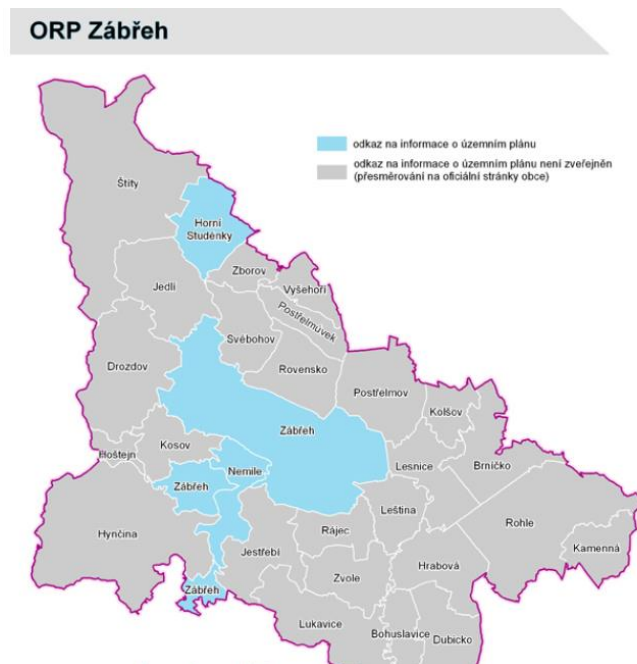 ORP Zábřeh
odkaz na informace o územním plánu
odkaz na informace o územním plánu není zveřejněn
(přesměrování na oficiální stránky obce)
Štíty
Horní
Studénky
Zborov
Jedlí
Vyšehoří
Postřelmůvek
Svébohov
Drozdov
Rovensko
Postřelmov
Kolšov
Zábřeh
Kosov
Hoštejn
Nemile
Lesnice
Brníčko
Zábřeh
Leština
Rohle
Hynčina
Rájec
Kamenná
Jestřebí
Hrabová
Zvole
Zábřeh
Lukavice
Bohuslavice
Dubicko